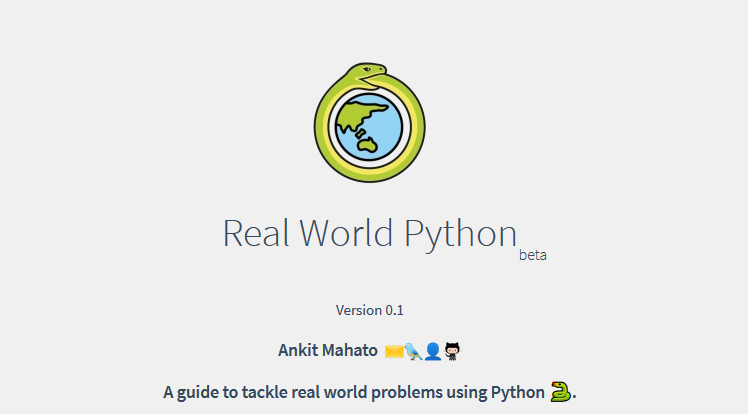 Real World Python beta
Version 0.1
Ankit Mahato
A guide to tackle real world problems using Python 🐍.